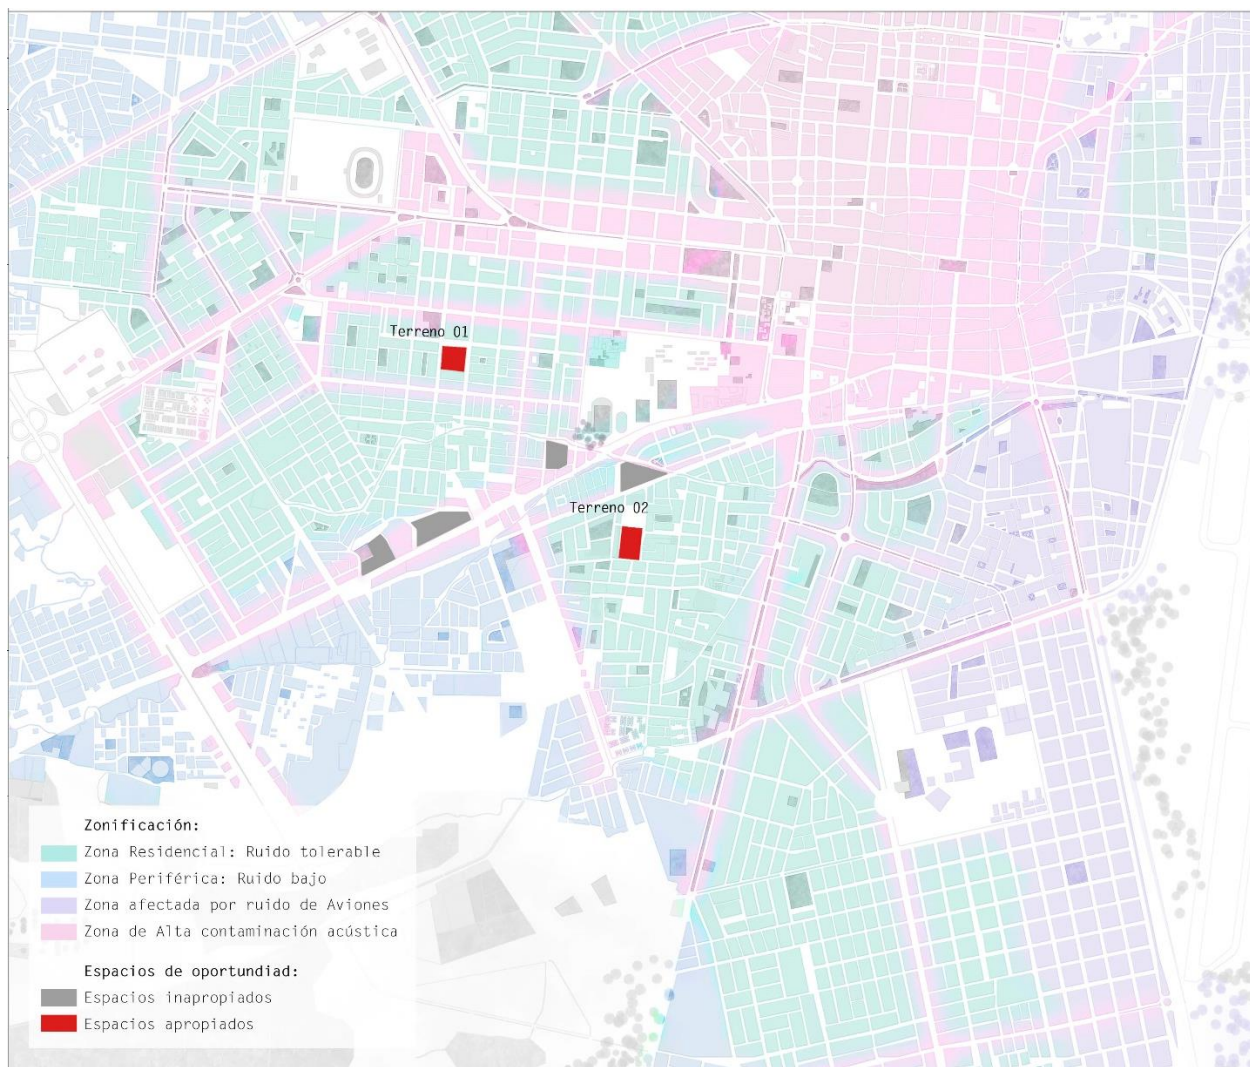 Terreno 01
Terreno 02
Zonificación:
Zona Residencial: Ruido tolerable
Zona Periférica: Ruido bajo
Zona afectada por ruido de Aviones
Zona de Alta contaminación acústica
Espacios de oportundiad:
Espacios inapropiados
Espacios apropiados